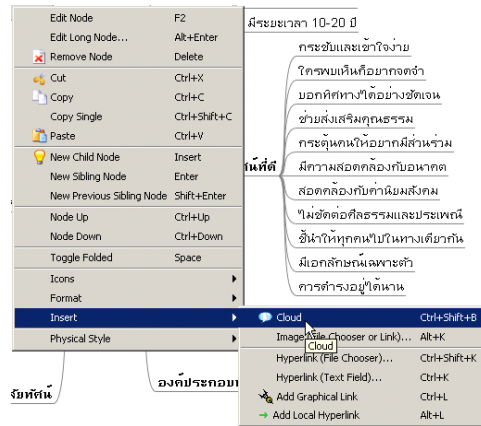 Edit Node F2
มีระยะเวลา 10-20 ปี
Edit Long Node... Alt+Enter
Remove Node Delete
Cut Ctrl+X
Copy Ctrl+C
Copy Single Ctrl+Shift+C
Paste Ctrl+V
New Child Node Insert
New Sibling Node Enter
New Previous Sibling Node Shift+Enter
Node Up Ctrl+Up
Node Down Ctrl+Down
Toggle Folded Space
Icons
Format
Insert
Physical Style
กระชับและเข้าใจง่าย
ใครพบเห็นก็อยากจดจำ
บอกทิศทางได้อย่างชัดเจน
ช่วยส่งเสริมคุณธรรม
กระตุ้นคนให้อยากมีส่วนร่วม
มีความสอดคล้องกับอนาคต
สอดคล้องกับค่านิยมสังคม
ไม่ขัดต่อศีลธรรมและประเพณี
ชี้นำให้ทุกคนไปในทางเดียวกัน
มีเอกลักษณ์เฉพาะตัว
ควรดำรงอยู่ได้นาน
Cloud Ctrl+Shift+B
Image (File Chooser or Link)... Alt+K
Cloud
Hyperlink (File Chooser)... Ctrl+Shift+K
Hyperlink (Text Field)... Ctrl+K
Add Graphical Link Ctrl+L
Add Local Hyperlink Alt+L